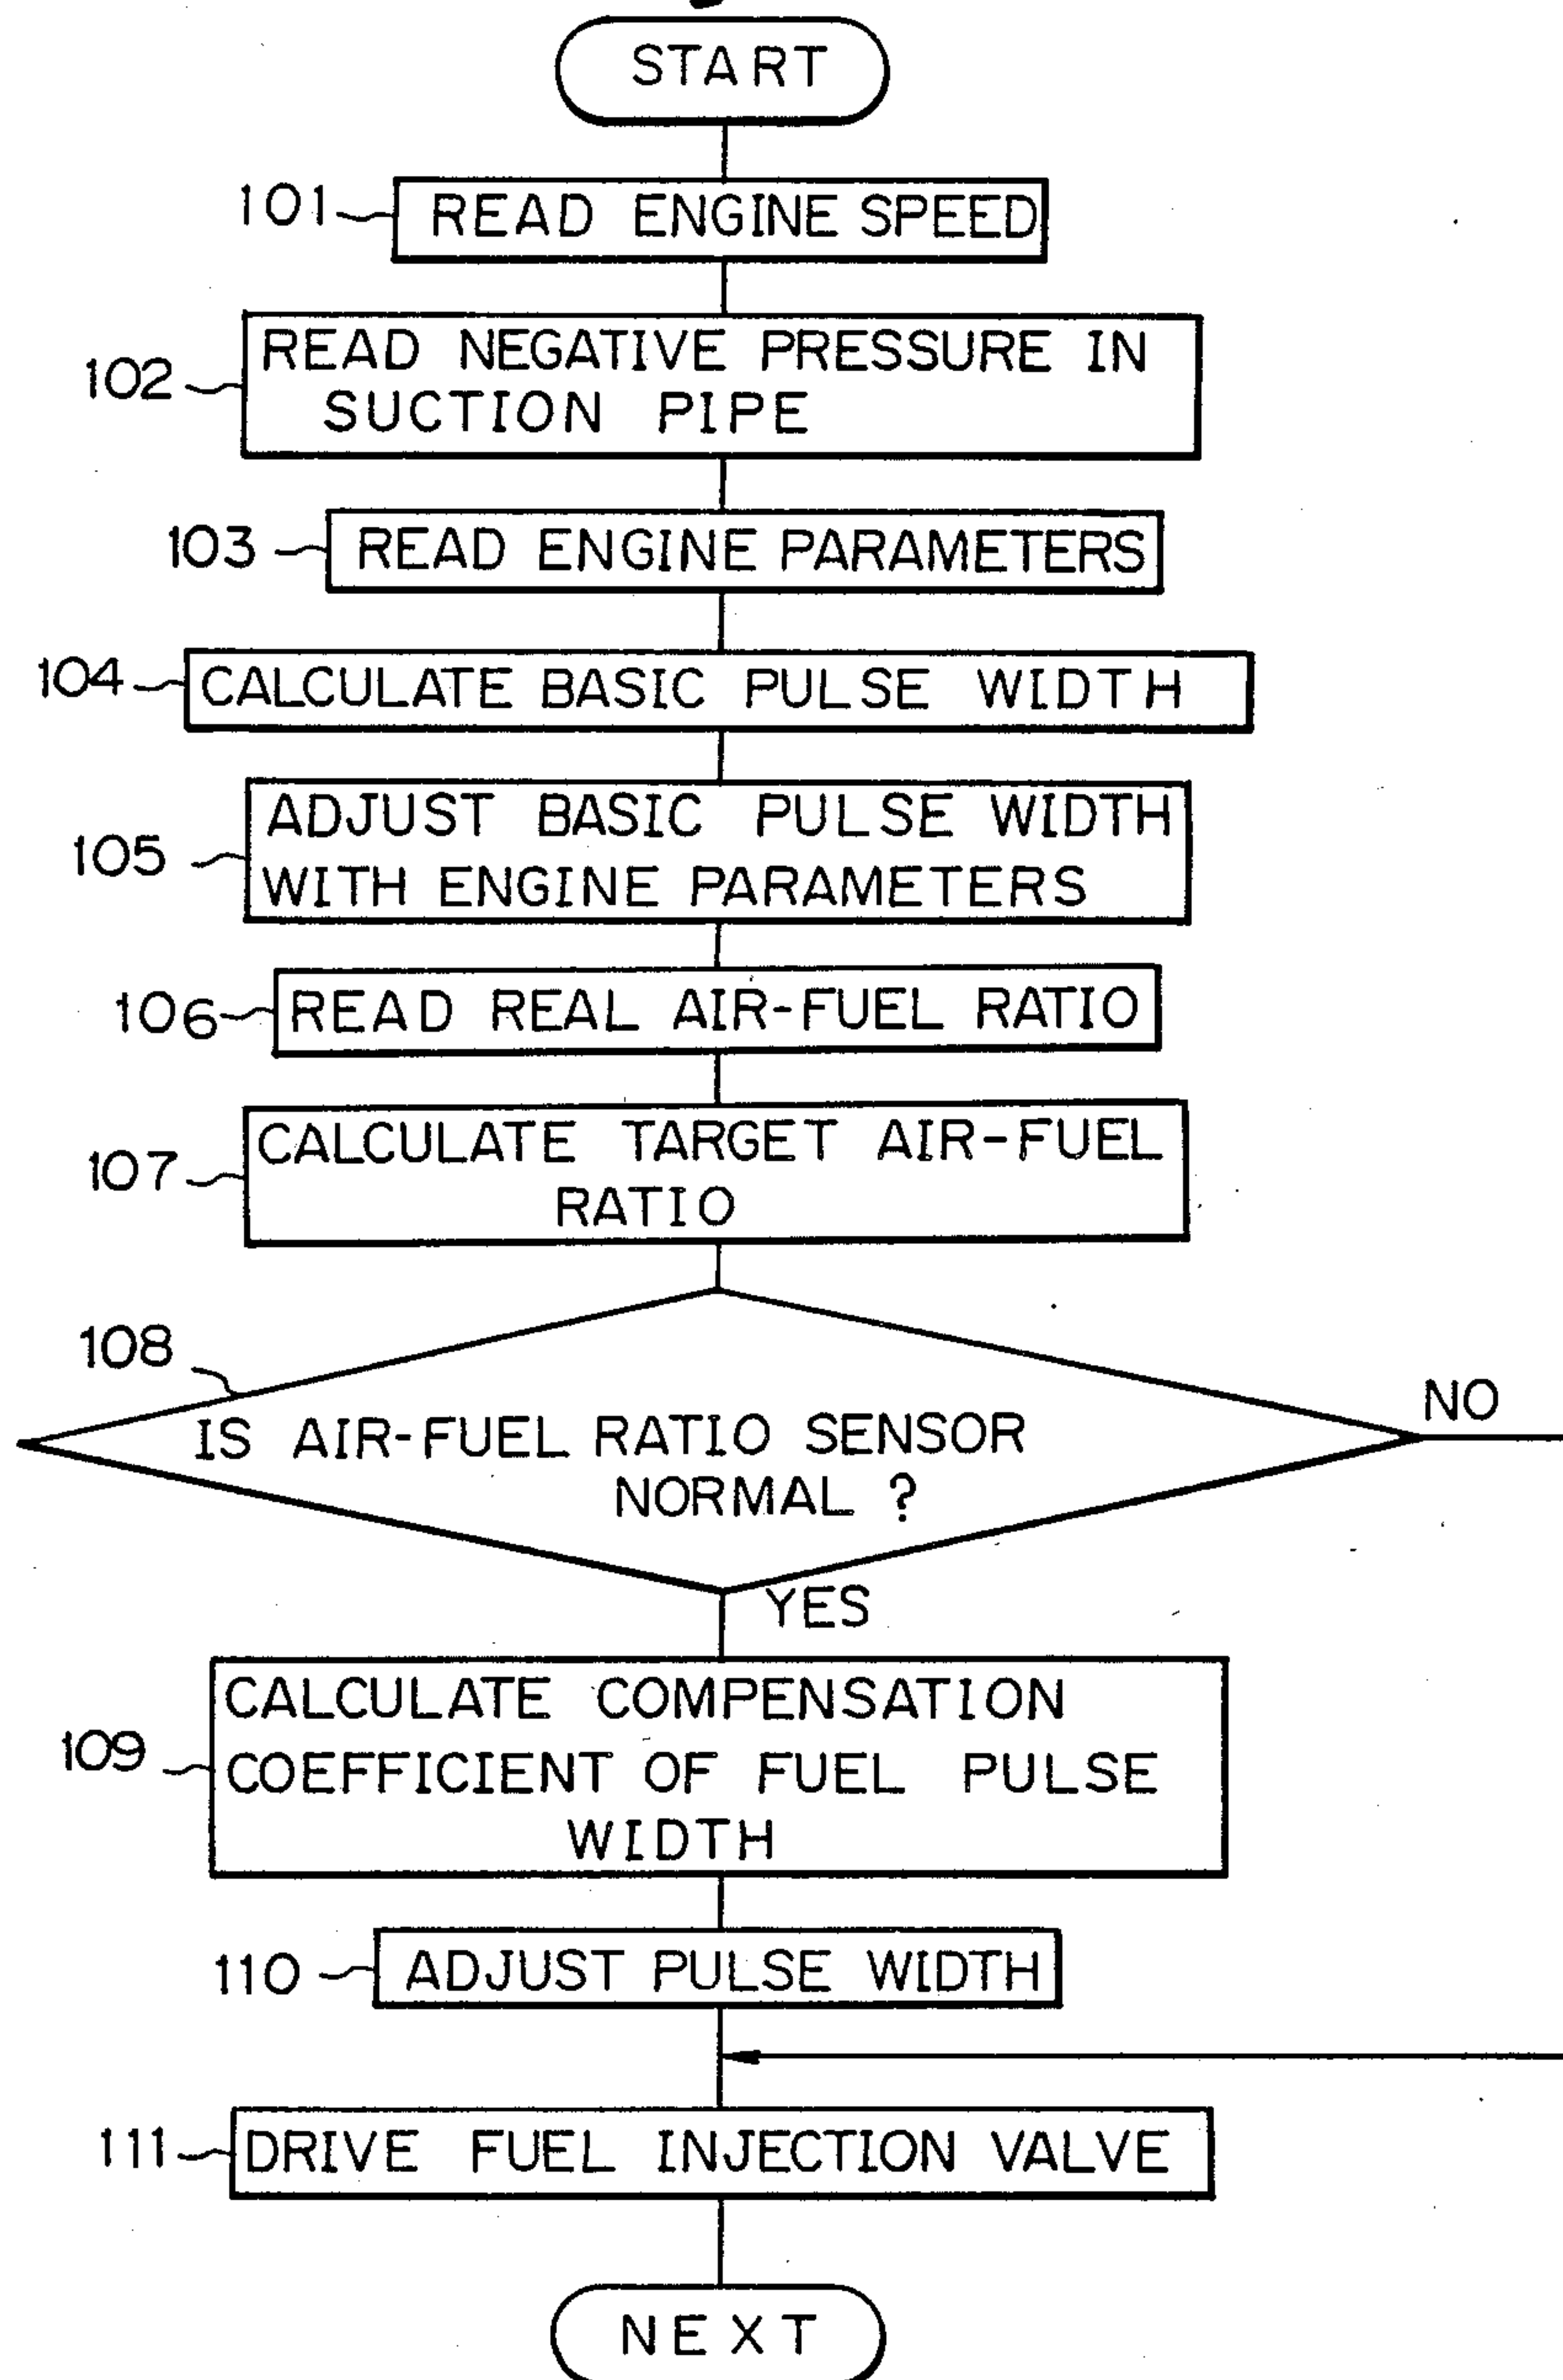 START
101
READ ENGINE SPEED
102
READ NEGATIVE PRESSURE IN
SUCTION PIPE
103
READ ENGINE PARAMETERS
104
CALCULATE BASIC PULSE WIDTH
105
ADJUST BASIC PULSE WIDTH
WITH ENGINE PARAMETERS
106
READ REAL AIR-FUEL RATIO
107
CALCULATE TARGET AIR-FUEL
RATIO
108
IS AIR-FUEL RATIO SENSOR
NORMAL ?
NO
YES
109
CALCULATE COMPENSATION
COEFFICIENT OF FUEL PULSE
WIDTH
110
ADJUST PULSE WIDTH
111
DRIVE FUEL INJECTION VALVE
NEXT